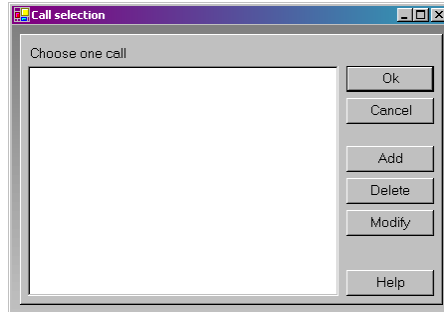 Call selection
Choose one call
Ok
Cancel
Add
Delete
Modify
Help